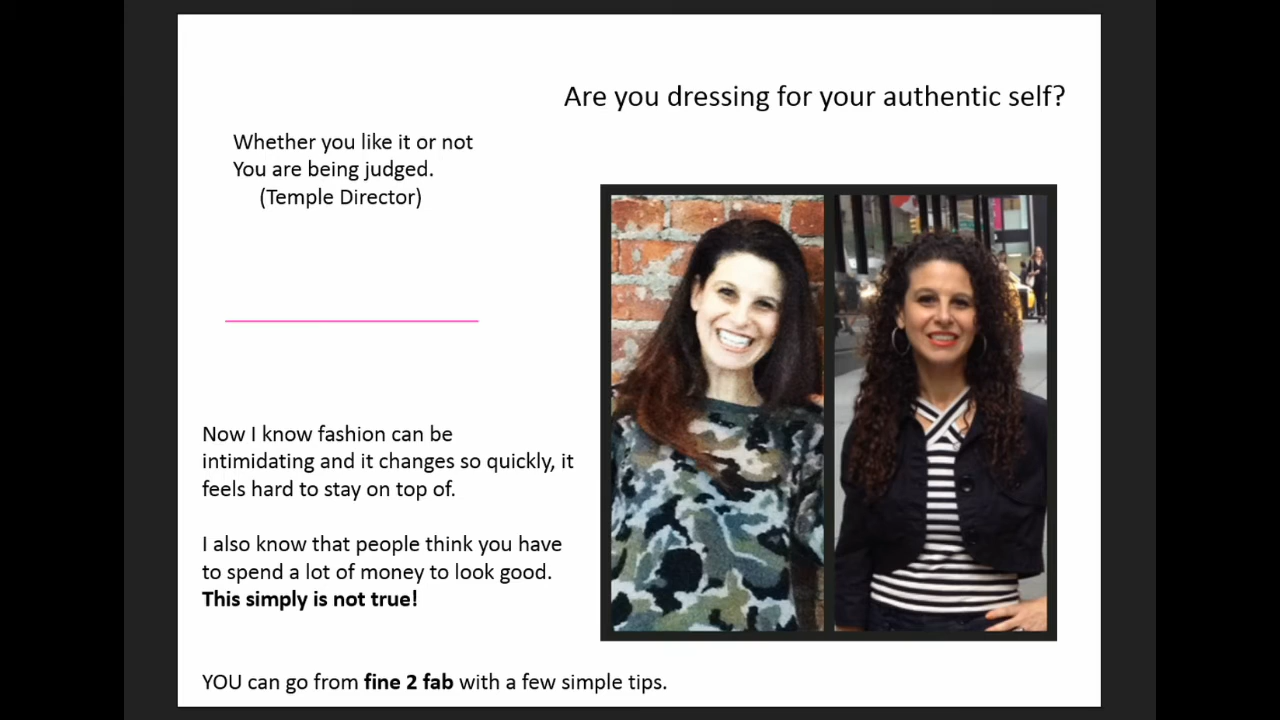 Are you dressing for your authentic self?
Whether you like it or not
You are being judged.
(Temple Director)
Now I know fashion can be
intimidating and it changes so quickly, it
feels hard to stay on top of.
I also know that people think you have
to spend a lot of money to look good.
This simply is not true!
YOU can go from fine 2 fab with a few simple tips.